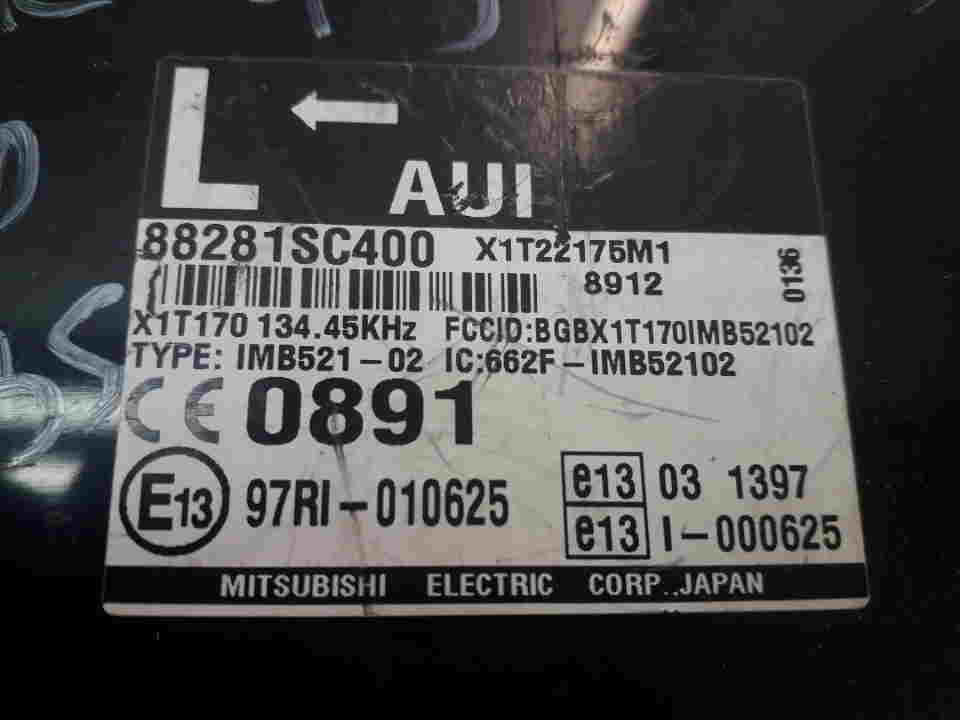 L
AUI
88281SC400 X1T22175M1
8912
0136
X1T170 134.45KHz FCCID:BGBX1T170IMB52102
TYPE: IMB521-02 IC:662F-IMB52102
CE 0891
E13 97RI-010625
e13 03 1397
e13 I-000625
MITSUBISHI ELECTRIC CORP.,JAPAN